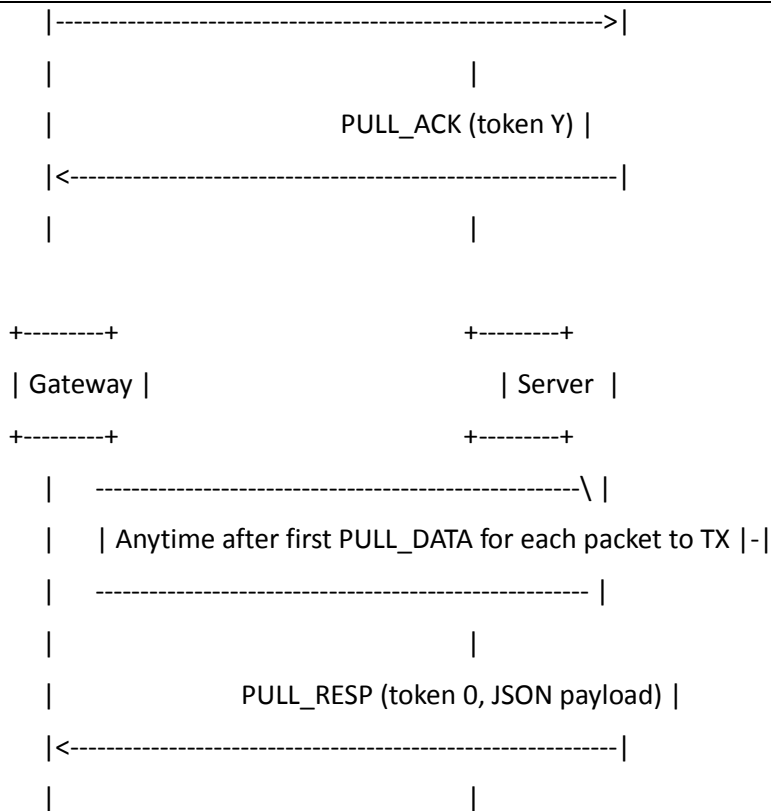 |------------------------------------------------------------->|
| |
| PULL_ACK (token Y) |
|<-------------------------------------------------------------|
| |
+---------+ +---------+
| Gateway | | Server |
+---------+ +---------+
| ------------------------------------------------------\ |
| | Anytime after first PULL_DATA for each packet to TX |-|
| ------------------------------------------------------- |
| |
| PULL_RESP (token 0, JSON payload) |
|<-------------------------------------------------------------|
| |